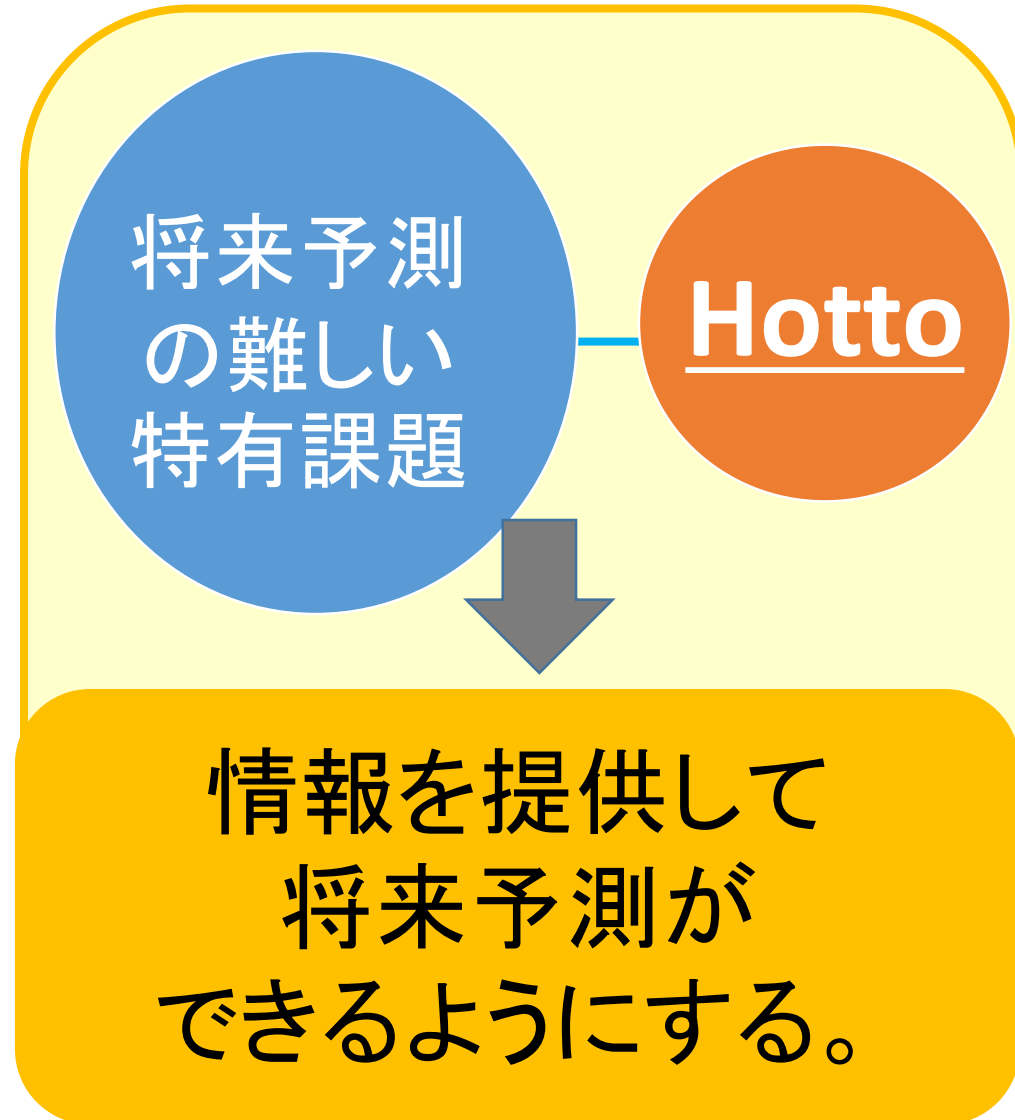 将来予測
の難しい
特有課題
Hotto
情報を提供して
将来予測が
できるようにする。